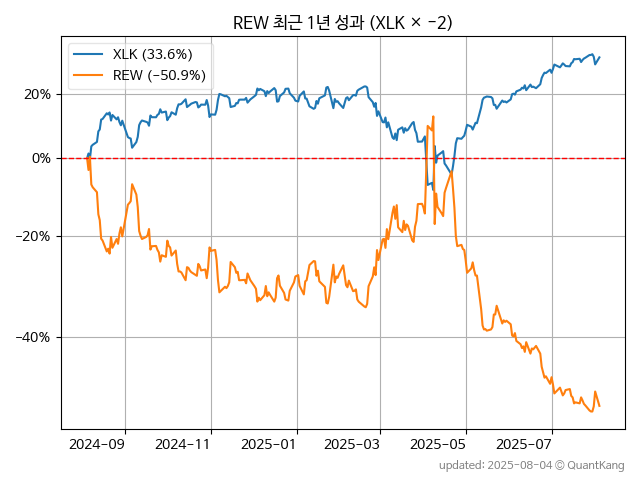 REW 최근 1년 성과 (XLK × −2)
XLK (33.6%)
REW (−50.9%)
20%
0%
−20%
−40%
2024-09 2024-11 2025-01 2025-03 2025-05 2025-07
updated: 2025-08-04 © QuantKang